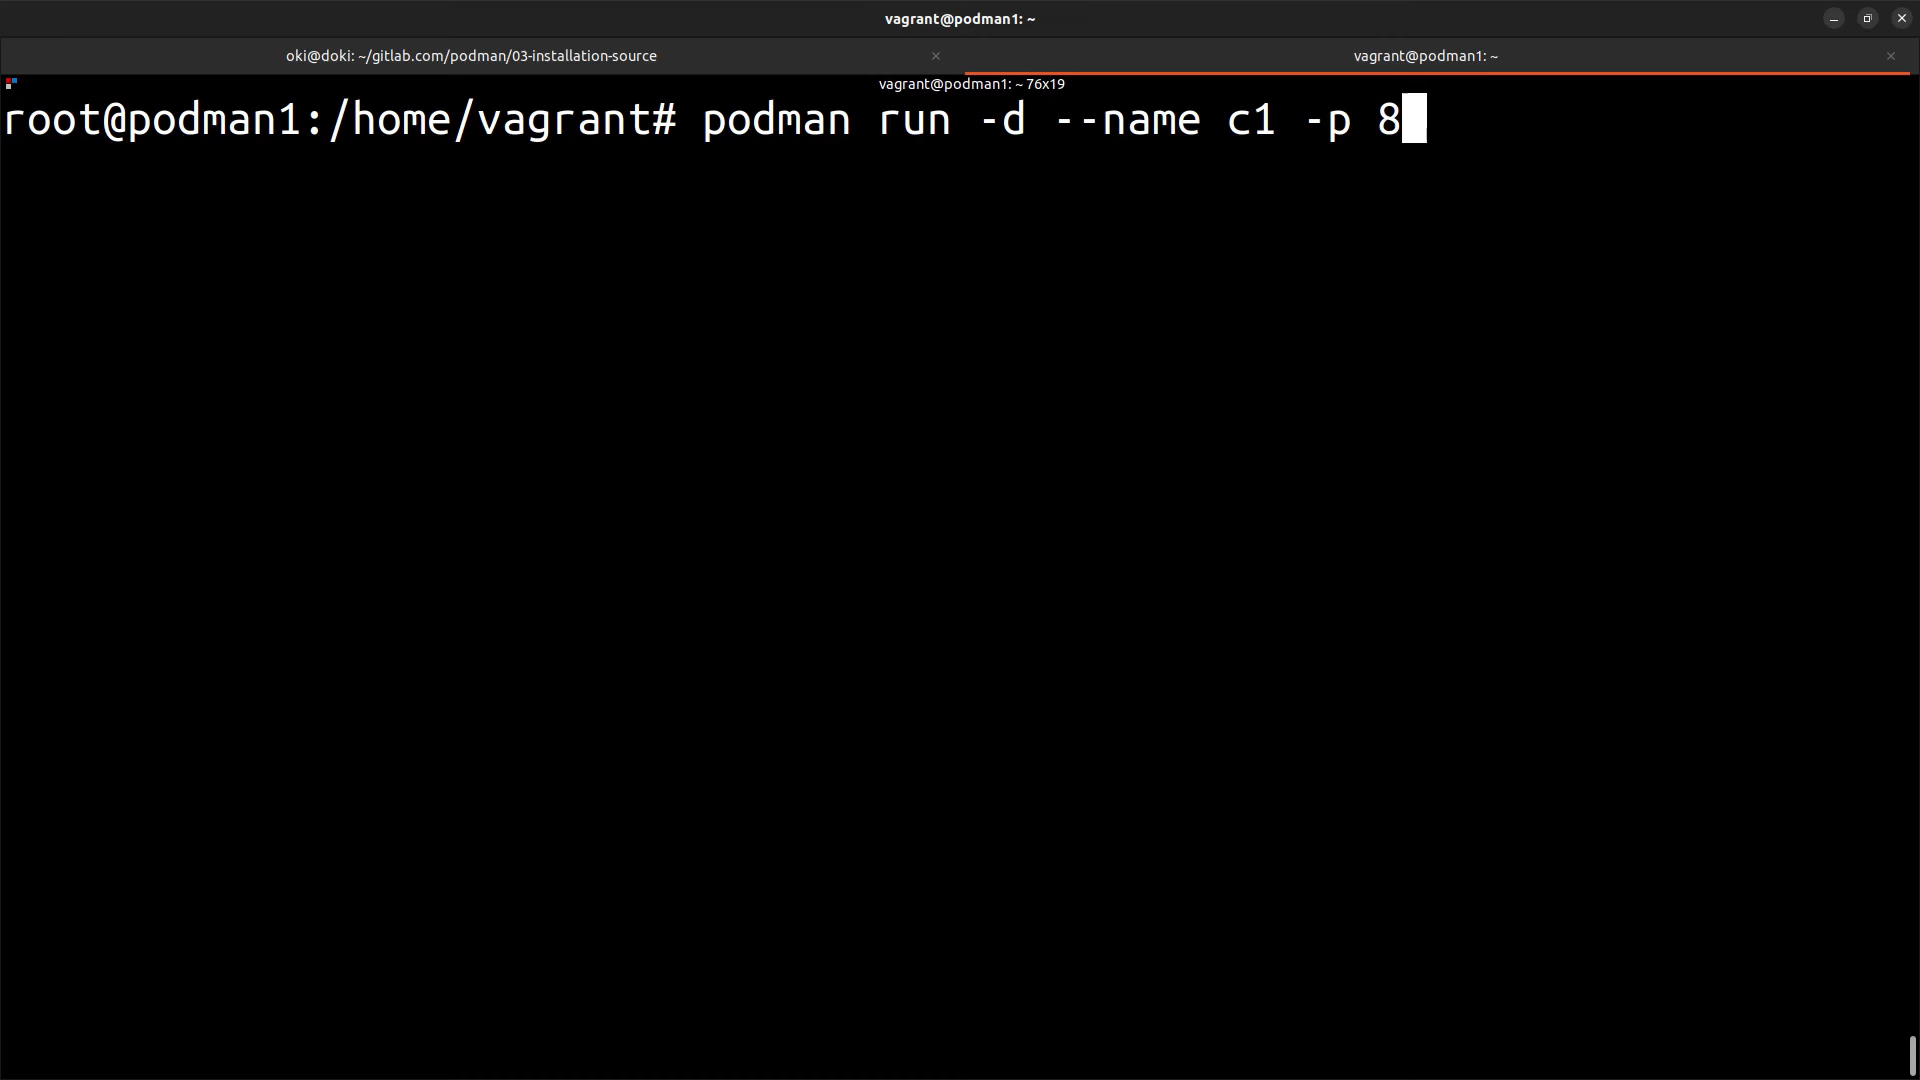 vagrant@podman1: ~
oki@doki: ~/gitlab.com/podman/03-installation-source
vagrant@podman1: ~
vagrant@podman1: ~ 76x19
root@podman1:/home/vagrant# podman run -d --name c1 -p 8